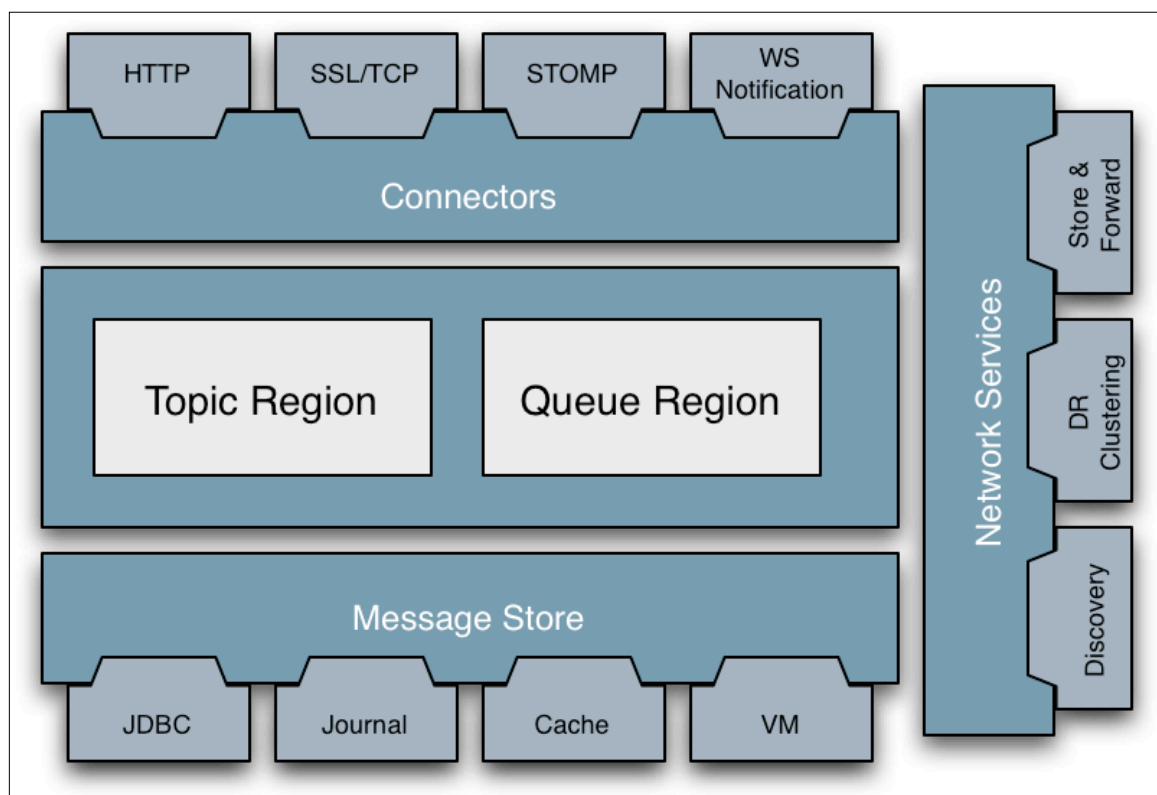 HTTP
SSL/TCP
STOMP
WS
Notification
Connectors
Topic Region
Queue Region
Message Store
JDBC
Journal
Cache
VM
Network Services
Store &
Forward
DR
Clustering
Discovery